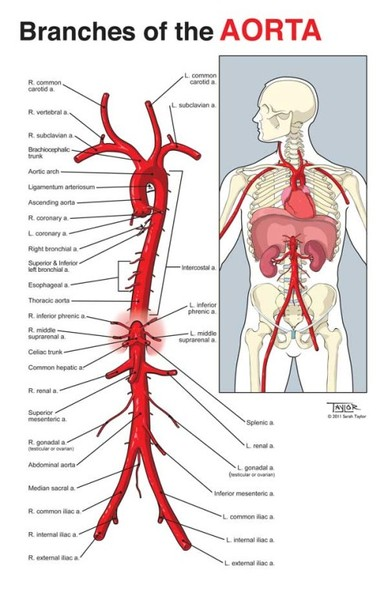 Branches of the AORTA
R. common
carotid a.
R. vertebral a.
R. subclavian a.
Brachiocephalic
trunk
Aortic arch
Ligamentum arteriosum
Ascending aorta
R. coronary a.
L. coronary a.
Right bronchial a.
Superior & Inferior
left bronchial a.
Esophageal a.
Thoracic aorta
R. inferior phrenic a.
R. middle
suprarenal a.
Celiac trunk
Common hepatic a.
R. renal a.
Superior
mesenteric a.
R. gonadal a.
(testicular or ovarian)
Abdominal aorta
Median sacral a.
R. common iliac a.
R. internal iliac a.
R. external iliac a.
L. common
carotid a.
L. subclavian a.
Intercostal a.
L. inferior
phrenic a.
L. middle
suprarenal a.
Splenic a.
L. renal a.
L. gonadal a.
(testicular or ovarian)
Inferior mesenteric a.
L. common iliac a.
L. internal iliac a.
L. external iliac a.
TAYLOR
© 2011 Sarah Taylor